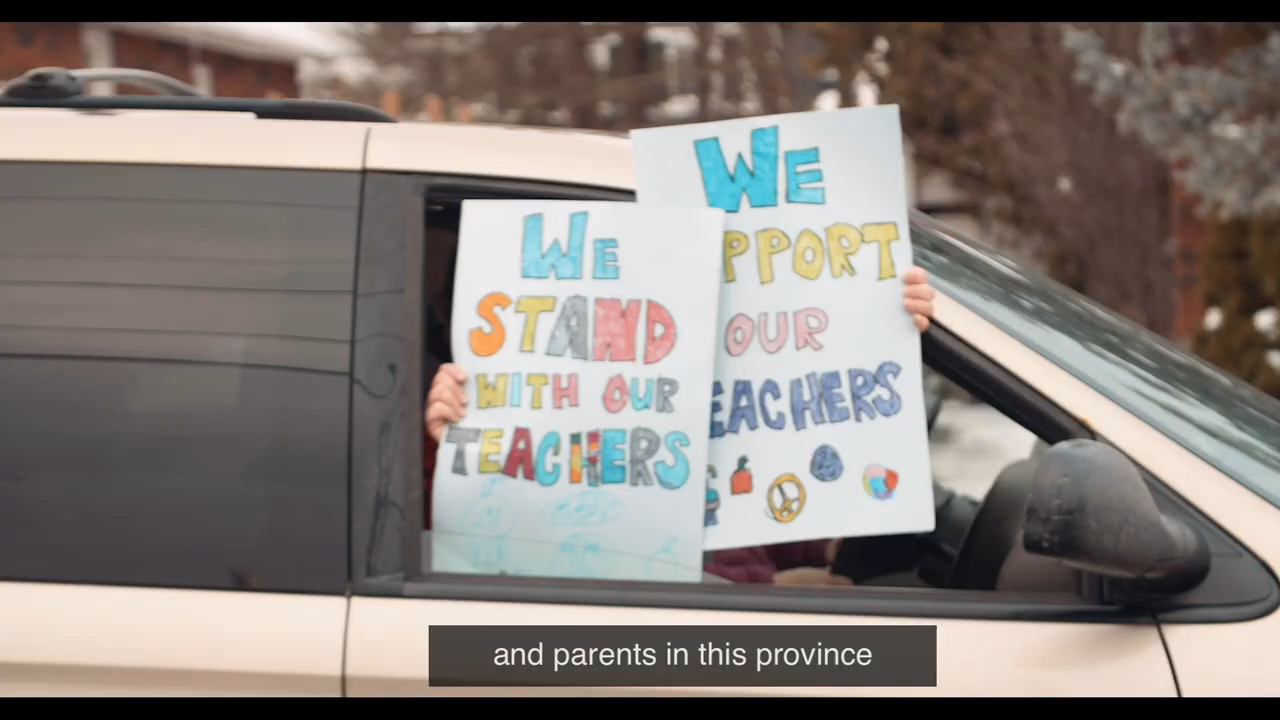 WE
STAND
WITH OUR
TEACHERS
WE
PPORT
OUR
EACHERS
and parents in this province